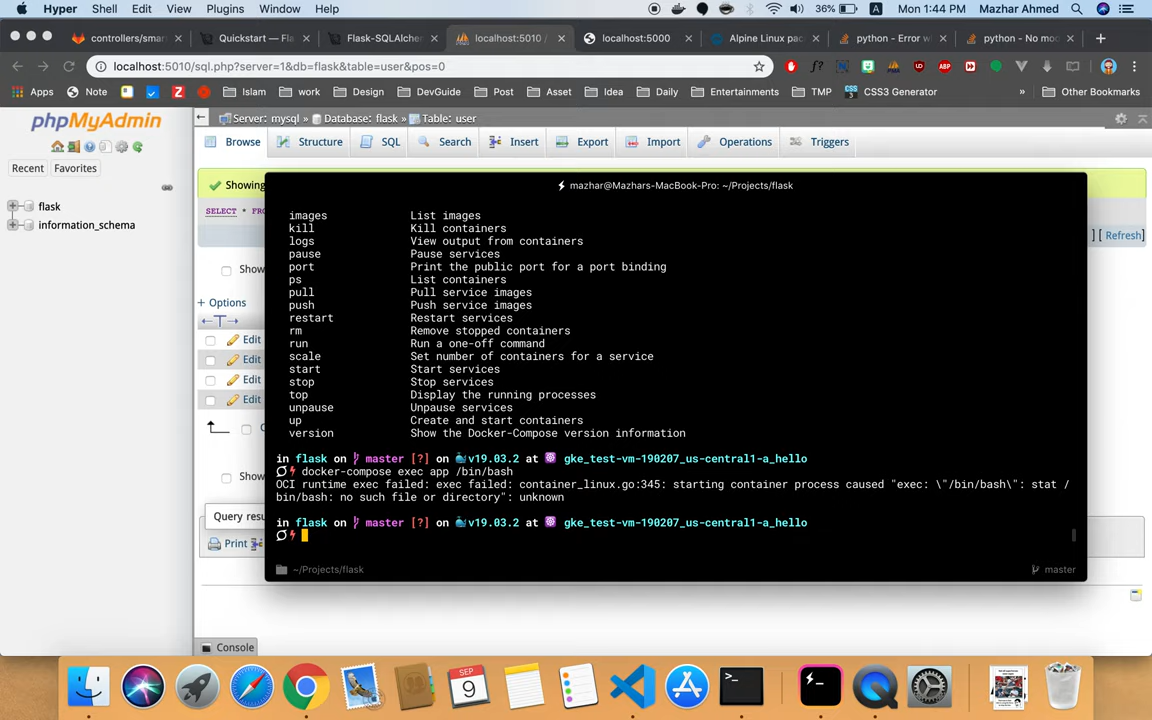 Hyper Shell Edit View Plugins Window Help
36% A Mon 1:44 PM Mazhar Ahmed
controllers/smar
Quickstart — Fla
Flask-SQLAlchem
localhost:5010 /
localhost:5000
Alpine Linux pac
python - Error w
python - No mod
localhost:5010/sql.php?server=1&db=flask&table=user&pos=0
Apps Note Islam work Design DevGuide Post Asset Idea Daily Entertainments TMP CSS3 Generator » Other Bookmarks
phpMyAdmin
Recent Favorites
flask
information_schema
Server: mysql » Database: flask » Table: user
Browse Structure SQL Search Insert Export Import Operations Triggers
Showing
SELECT * FRO
] [ Refresh]
Show
+ Options
←T→
Edit
Edit
Edit
Edit
Show
Query resu
Print
Console
mazhar@Mazhars-MacBook-Pro: ~/Projects/flask
images List images
kill Kill containers
logs View output from containers
pause Pause services
port Print the public port for a port binding
ps List containers
pull Pull service images
push Push service images
restart Restart services
rm Remove stopped containers
run Run a one-off command
scale Set number of containers for a service
start Start services
stop Stop services
top Display the running processes
unpause Unpause services
up Create and start containers
version Show the Docker-Compose version information
in flask on master [?] on v19.03.2 at gke_test-vm-190207_us-central1-a_hello
docker-compose exec app /bin/bash
OCI runtime exec failed: exec failed: container_linux.go:345: starting container process caused "exec: \"/bin/bash\": stat /
bin/bash: no such file or directory": unknown
in flask on master [?] on v19.03.2 at gke_test-vm-190207_us-central1-a_hello
~/Projects/flask
master
SEP
9